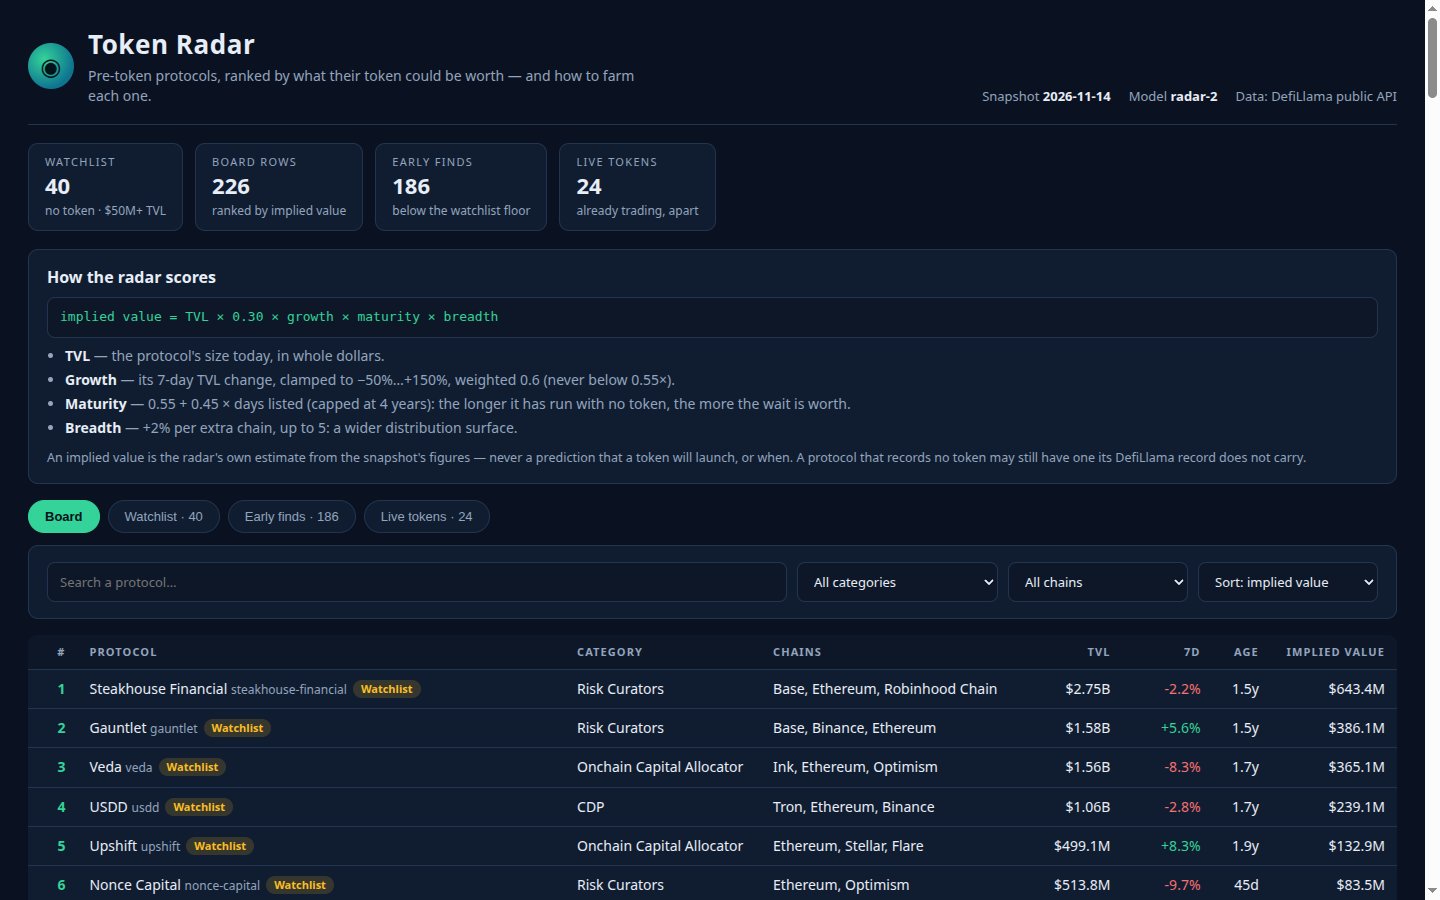 Token Radar
Pre-token protocols, ranked by what their token could be worth — and how to farm
each one.
Snapshot 2026-11-14 Model radar-2 Data: DefiLlama public API
WATCHLIST
40
no token · $50M+ TVL
BOARD ROWS
226
ranked by implied value
EARLY FINDS
186
below the watchlist floor
LIVE TOKENS
24
already trading, apart
How the radar scores
implied value = TVL × 0.30 × growth × maturity × breadth
• TVL — the protocol's size today, in whole dollars.
• Growth — its 7-day TVL change, clamped to −50%…+150%, weighted 0.6 (never below 0.55×).
• Maturity — 0.55 + 0.45 × days listed (capped at 4 years): the longer it has run with no token, the more the wait is worth.
• Breadth — +2% per extra chain, up to 5: a wider distribution surface.
An implied value is the radar's own estimate from the snapshot's figures — never a prediction that a token will launch, or when. A protocol that records no token may still have one its DefiLlama record does not carry.
Board
Watchlist · 40
Early finds · 186
Live tokens · 24
Search a protocol…
All categories
All chains
Sort: implied value
# PROTOCOL CATEGORY CHAINS TVL 7D AGE IMPLIED VALUE
1 Steakhouse Financial steakhouse-financial Watchlist Risk Curators Base, Ethereum, Robinhood Chain $2.75B -2.2% 1.5y $643.4M
2 Gauntlet gauntlet Watchlist Risk Curators Base, Binance, Ethereum $1.58B +5.6% 1.5y $386.1M
3 Veda veda Watchlist Onchain Capital Allocator Ink, Ethereum, Optimism $1.56B -8.3% 1.7y $365.1M
4 USDD usdd Watchlist CDP Tron, Ethereum, Binance $1.06B -2.8% 1.7y $239.1M
5 Upshift upshift Watchlist Onchain Capital Allocator Ethereum, Stellar, Flare $499.1M +8.3% 1.9y $132.9M
6 Nonce Capital nonce-capital Watchlist Risk Curators Ethereum, Optimism $513.8M -9.7% 45d $83.5M